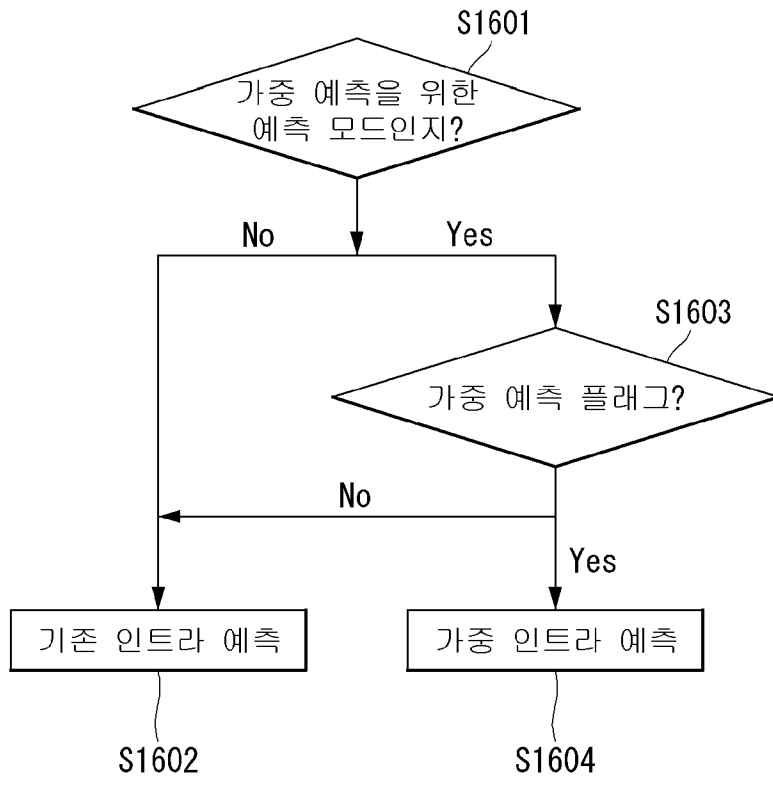 S1601
가중 예측을 위한
예측 모드인지?
No
Yes
S1603
가중 예측 플래그?
No
Yes
기존 인트라 예측
가중 인트라 예측
S1602
S1604